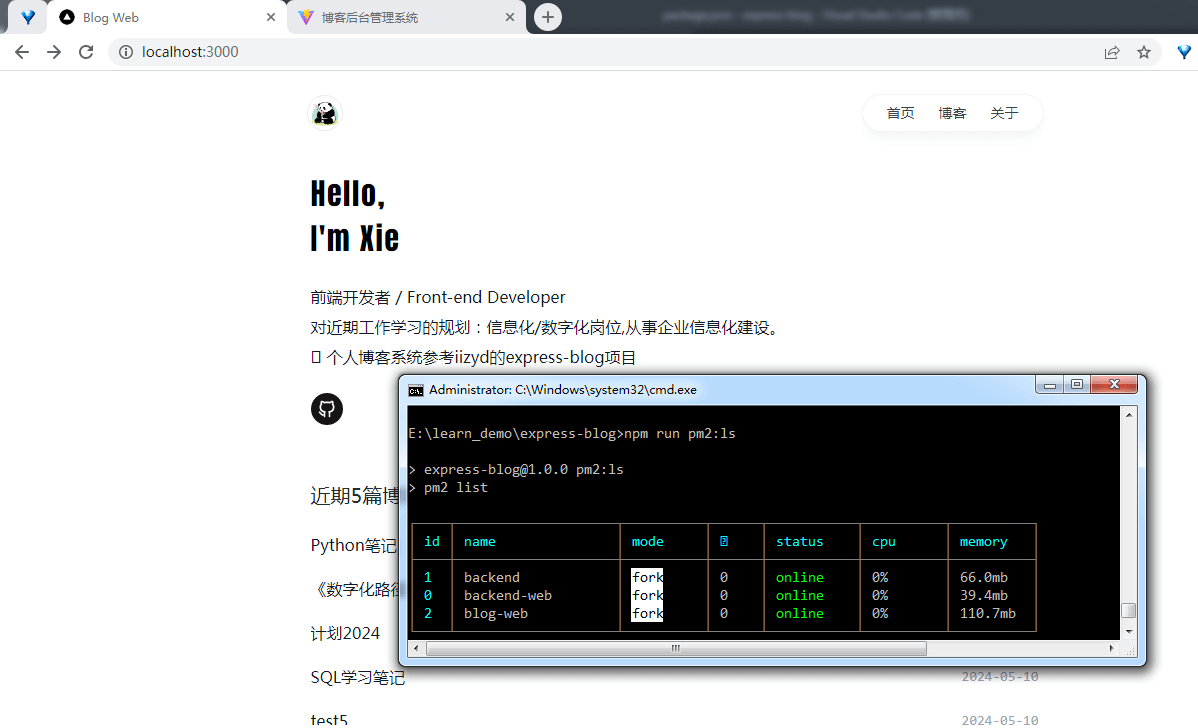 Blog Web
博客后台管理系统
localhost:3000
首页 博客 关于
Hello,
I'm Xie
前端开发者 / Front-end Developer
对近期工作学习的规划：信息化/数字化岗位,从事企业信息化建设。
个人博客系统参考iizyd的express-blog项目
近期5篇博
Python笔记
《数字化路径
计划2024
SQL学习笔记 2024-05-10
test5 2024-05-10
Administrator: C:\Windows\system32\cmd.exe
E:\learn_demo\express-blog>npm run pm2:ls
> express-blog@1.0.0 pm2:ls
> pm2 list
id name mode status cpu memory
1 backend fork 0 online 0% 66.0mb
0 backend-web fork 0 online 0% 39.4mb
2 blog-web fork 0 online 0% 110.7mb